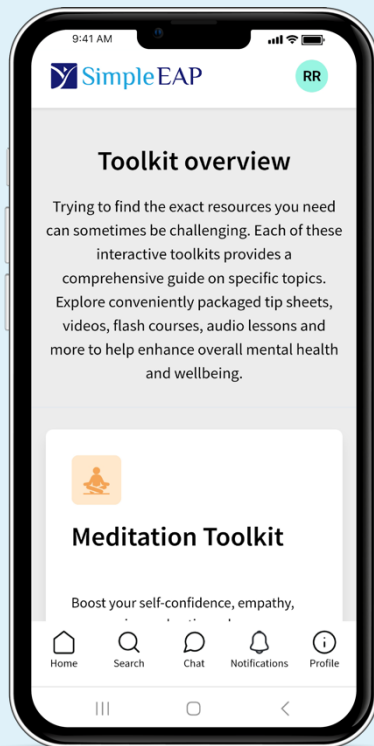 9:41 AM
SimpleEAP
RR
Toolkit overview
Trying to find the exact resources you need
can sometimes be challenging. Each of these
interactive toolkits provides a
comprehensive guide on specific topics.
Explore conveniently packaged tip sheets,
videos, flash courses, audio lessons and
more to help enhance overall mental health
and wellbeing.
Meditation Toolkit
Boost your self-confidence, empathy,
Home Search Chat Notifications Profile